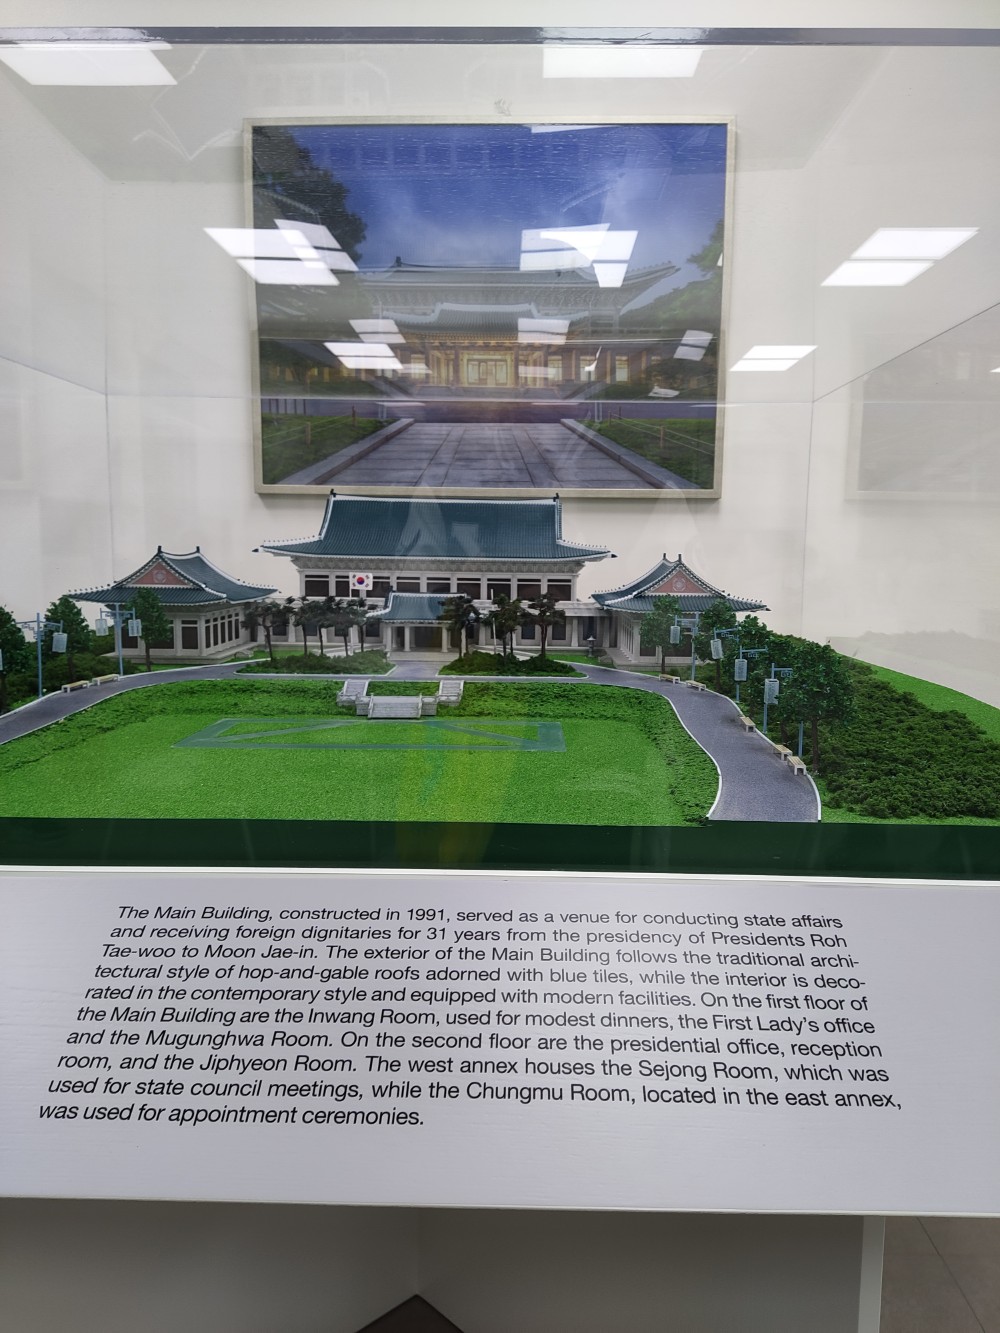 The Main Building, constructed in 1991, served as a venue for conducting state affairs
and receiving foreign dignitaries for 31 years from the presidency of Presidents Roh
Tae-woo to Moon Jae-in. The exterior of the Main Building follows the traditional archi-
tectural style of hop-and-gable roofs adorned with blue tiles, while the interior is deco-
rated in the contemporary style and equipped with modern facilities. On the first floor of
the Main Building are the Inwang Room, used for modest dinners, the First Lady's office
and the Mugunghwa Room. On the second floor are the presidential office, reception
room, and the Jiphyeon Room. The west annex houses the Sejong Room, which was
used for state council meetings, while the Chungmu Room, located in the east annex,
was used for appointment ceremonies.